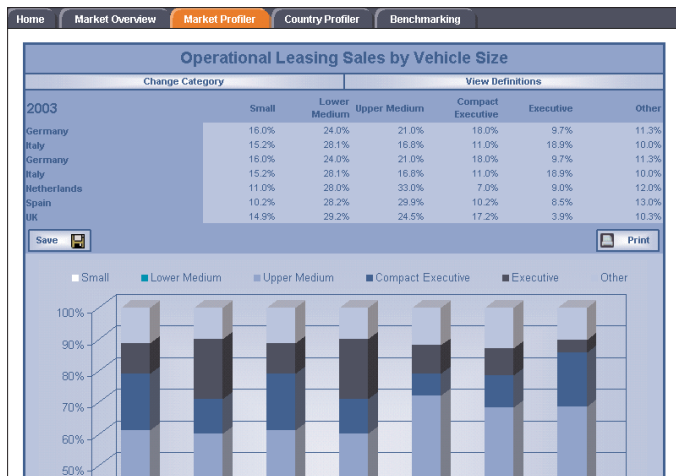 Home Market Overview Market Profiler Country Profiler Benchmarking
Operational Leasing Sales by Vehicle Size
Change Category View Definitions
2003 Small Lower Medium Upper Medium Compact Executive Executive Other
Germany 16.0% 24.0% 21.0% 18.0% 9.7% 11.3%
Italy 15.2% 28.1% 16.8% 11.0% 18.9% 10.0%
Germany 16.0% 24.0% 21.0% 18.0% 9.7% 11.3%
Italy 15.2% 28.1% 16.8% 11.0% 18.9% 10.0%
Netherlands 11.0% 28.0% 33.0% 7.0% 9.0% 12.0%
Spain 10.2% 28.2% 29.9% 10.2% 8.5% 13.0%
UK 14.9% 29.2% 24.5% 17.2% 3.9% 10.3%
Save Print
Small Lower Medium Upper Medium Compact Executive Executive Other
100%
90%
80%
70%
60%
50%